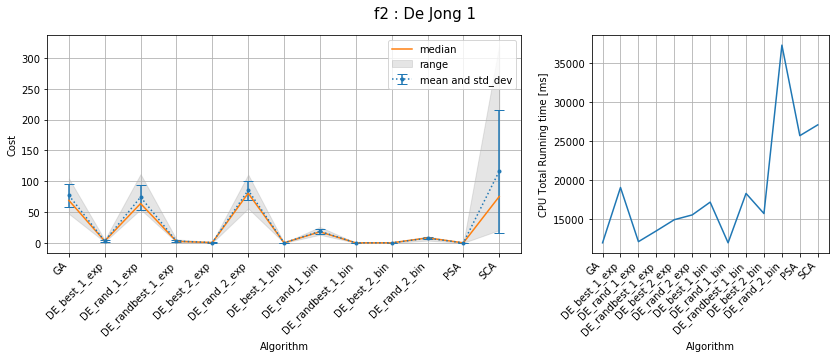 f2 : De Jong 1
Cost
300
250
200
150
100
50
0
median
range
mean and std_dev
GA
DE_best_1_exp
DE_rand_1_exp
DE_randbest_1_exp
DE_best_2_exp
DE_rand_2_exp
DE_best_1_bin
DE_rand_1_bin
DE_randbest_1_bin
DE_best_2_bin
DE_rand_2_bin
PSA
SCA
Algorithm
CPU Total Running time [ms]
35000
30000
25000
20000
15000
GA
DE_best_1_exp
DE_rand_1_exp
DE_randbest_1_exp
DE_best_2_exp
DE_rand_2_exp
DE_best_1_bin
DE_rand_1_bin
DE_randbest_1_bin
DE_best_2_bin
DE_rand_2_bin
PSA
SCA
Algorithm